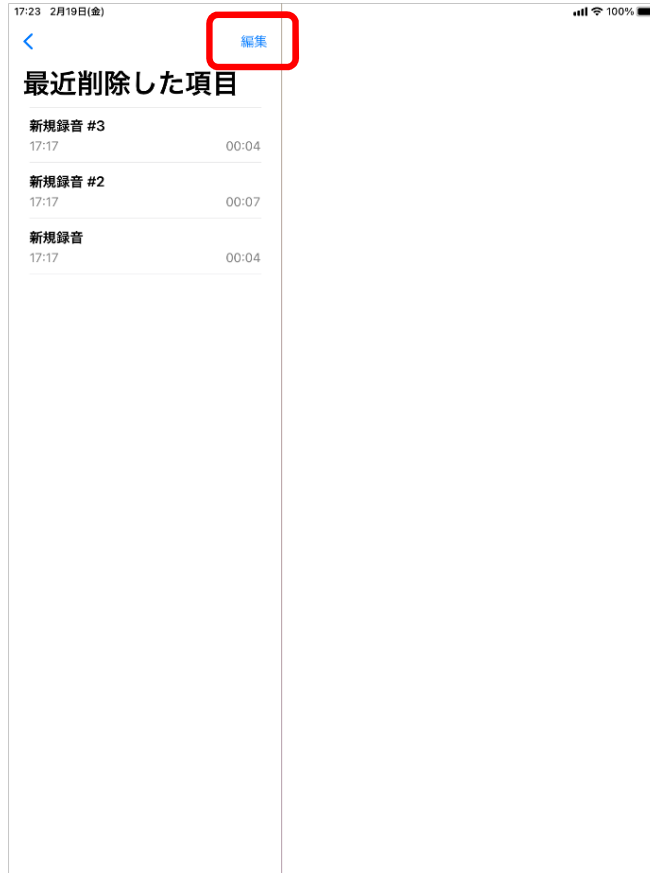 17:23 2月19日(金) 100%
編集
最近削除した項目
新規録音 #3
17:17 00:04
新規録音 #2
17:17 00:07
新規録音
17:17 00:04